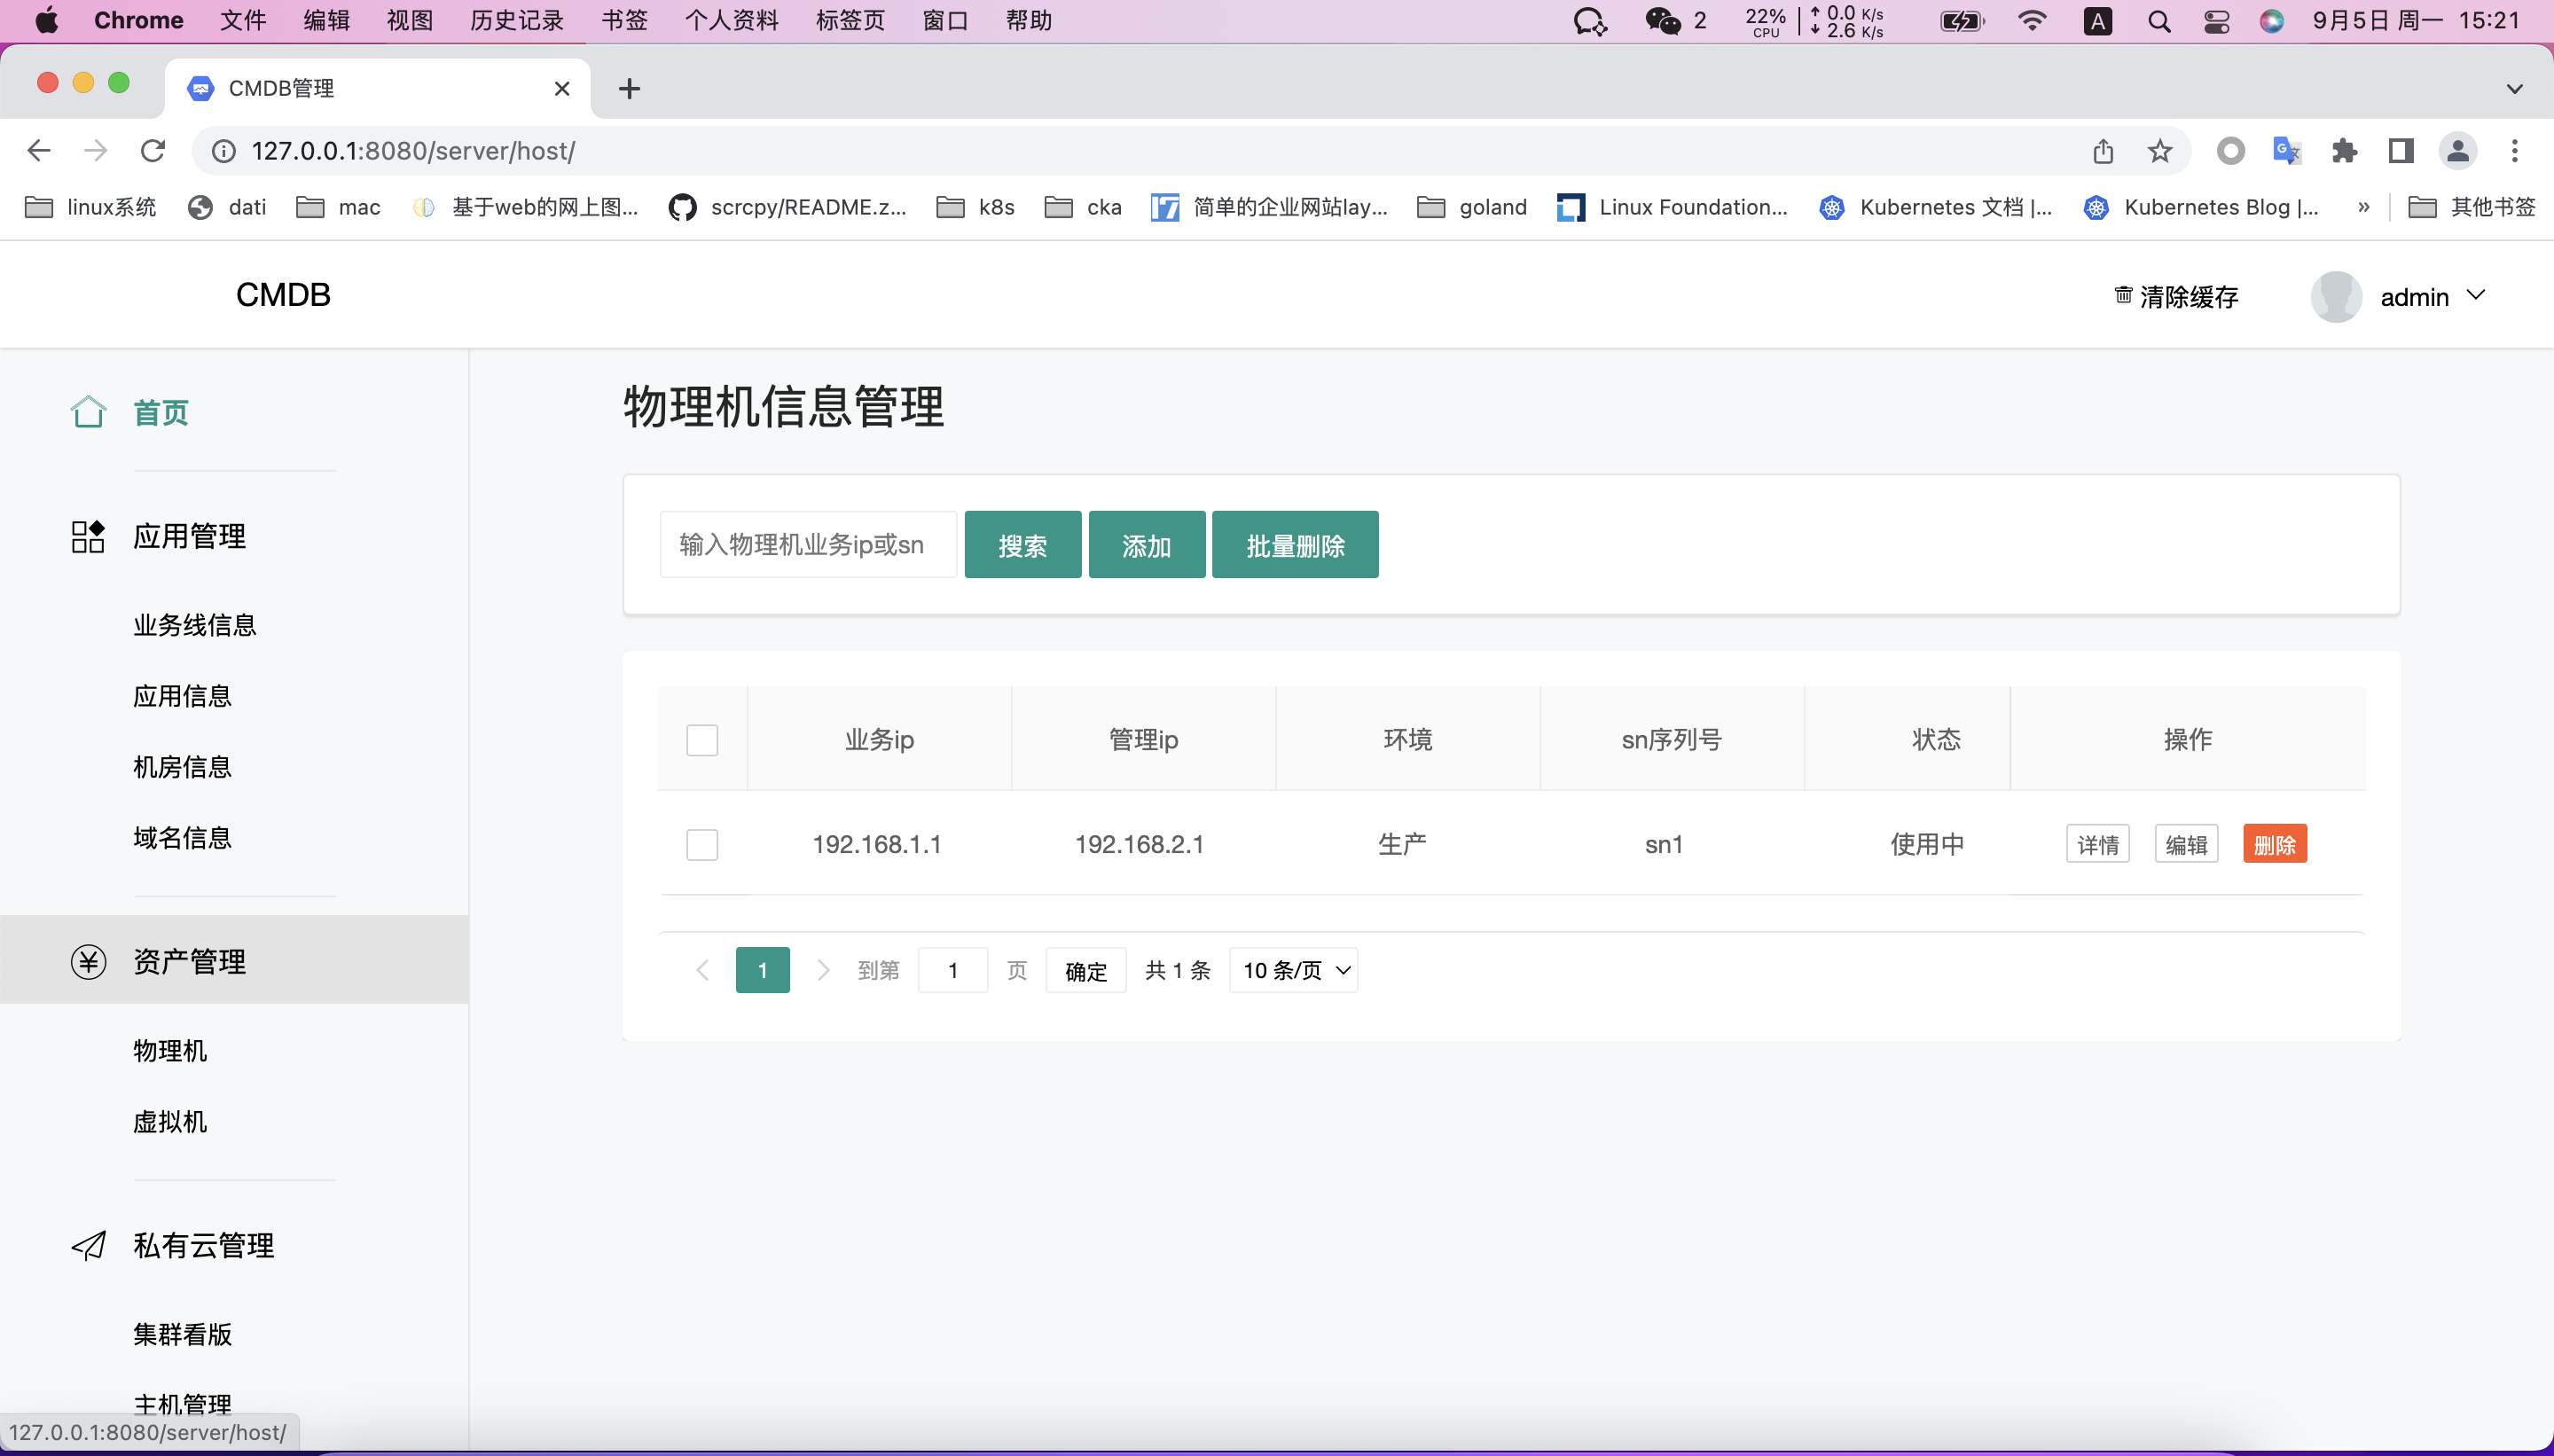 Chrome 文件 编辑 视图 历史记录 书签 个人资料 标签页 窗口 帮助 2 22% CPU 0.0 K/s 2.6 K/s A 9月5日 周一 15:21
CMDB管理
127.0.0.1:8080/server/host/
linux系统 dati mac 基于web的网上图... scrcpy/README.z... k8s cka 简单的企业网站lay... goland Linux Foundation... Kubernetes 文档 |... Kubernetes Blog |... » 其他书签
CMDB 清除缓存 admin
首页
应用管理
业务线信息
应用信息
机房信息
域名信息
资产管理
物理机
虚拟机
私有云管理
集群看版
主机管理
127.0.0.1:8080/server/host/
物理机信息管理
输入物理机业务ip或sn 搜索 添加 批量删除
业务ip 管理ip 环境 sn序列号 状态 操作
192.168.1.1 192.168.2.1 生产 sn1 使用中 详情 编辑 删除
1 到第 1 页 确定 共 1 条 10 条/页